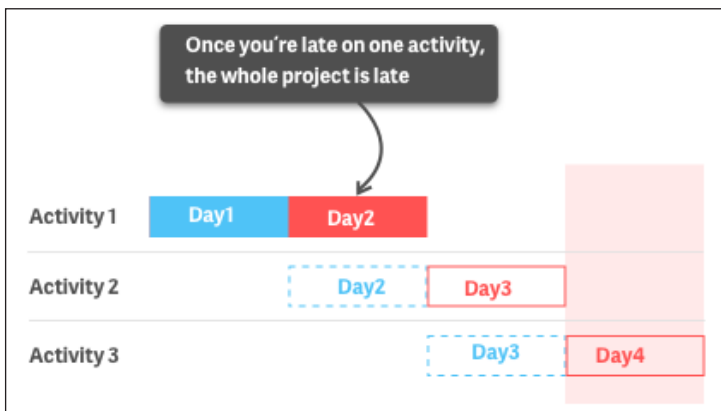 Once you´re late on one activity,
the whole project is late
Activity 1 Day1 Day2
Activity 2 Day2 Day3
Activity 3 Day3 Day4